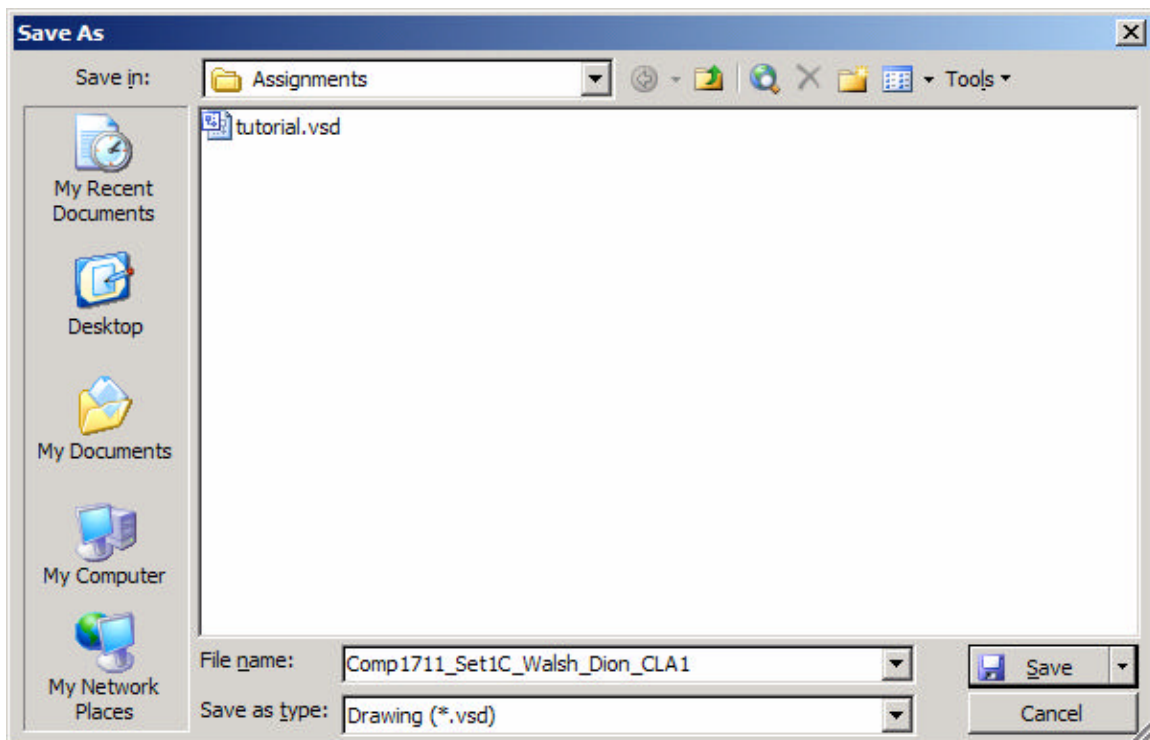 Save As
Save in:
Assignments
Tools
tutorial.vsd
My Recent
Documents
Desktop
My Documents
My Computer
My Network
Places
File name:
Comp1711_Set1C_Walsh_Dion_CLA1
Save
Save as type:
Drawing (*.vsd)
Cancel